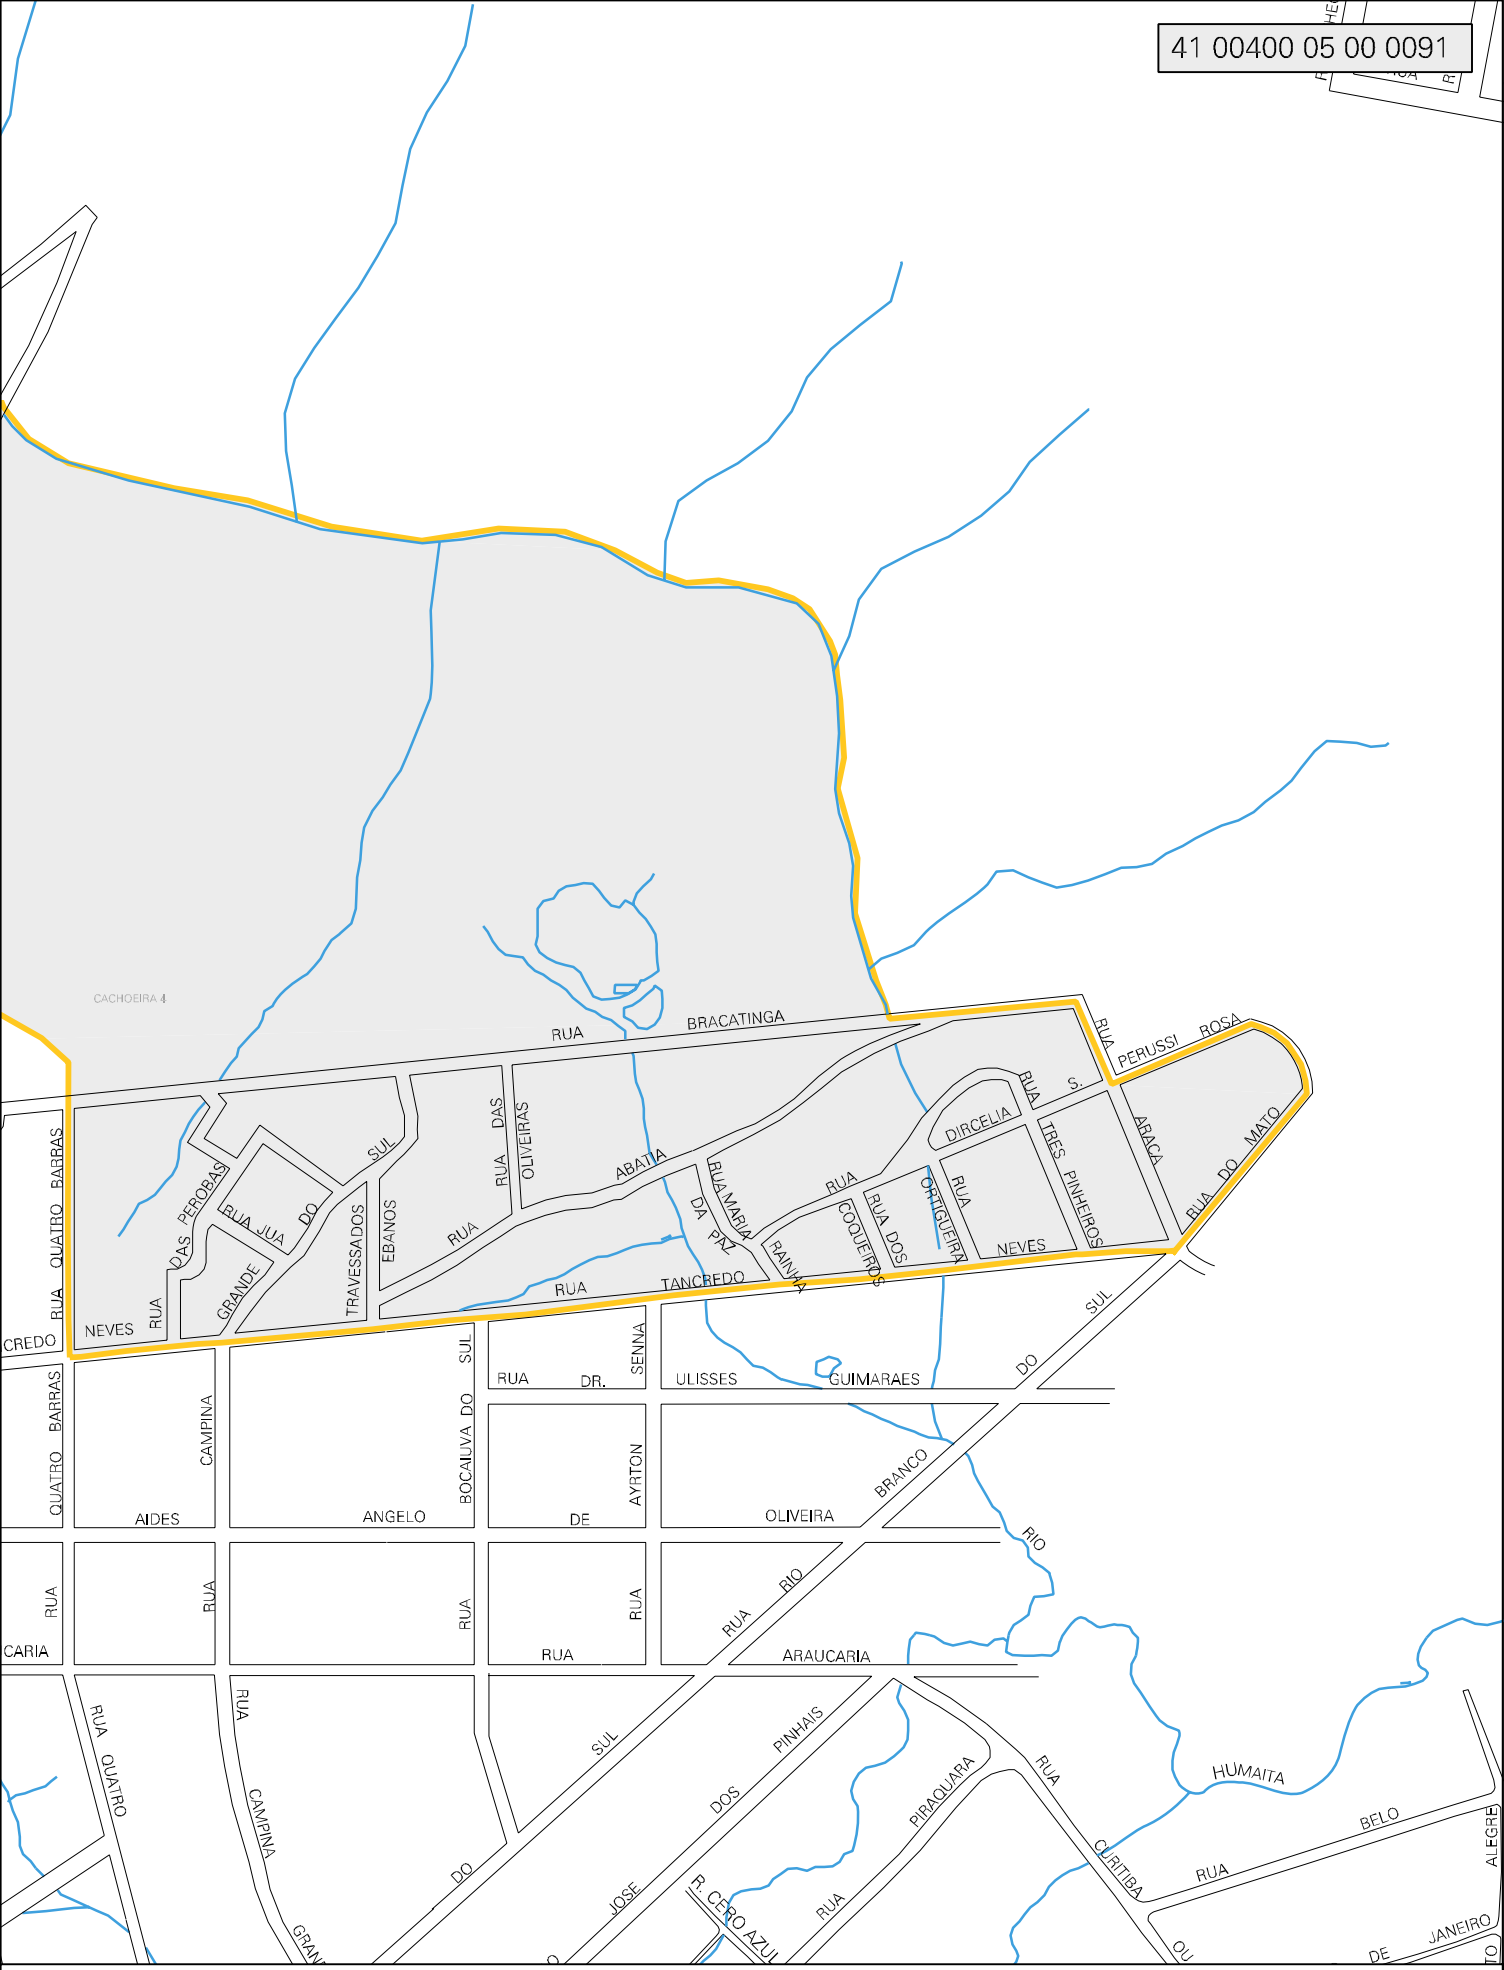 41 00400 05 00 0091
CACHOEIRA 4
RUA BRACATINGA
RUA
PERUSSI ROSA
RUA DO MATO
ARACA
S.
DIRCELIA
RUA
TRES PINHEIROS
RUA QUATRO BARRAS
RUA DAS PEROBAS
RUA JUA
GRANDE DO SUL
TRAVESSADOS
EBANOS
RUA DAS
OLIVEIRAS
RUA ABATIA
RUA MARIA
DA PAZ
RAINHA
RUA
COQUEIROS
RUA DOS
ORTIGUEIRA
RUA
CREDO
NEVES
RUA TANCREDO NEVES
QUATRO BARRAS
RUA
CAMPINA
RUA
BOCAIUVA DO SUL
RUA
SENNA
AYRTON
RUA
RUA DR. ULISSES GUIMARAES
AIDES ANGELO DE OLIVEIRA
RUA RIO BRANCO DO SUL
RIO
CARIA
RUA ARAUCARIA
RUA QUATRO
RUA
CAMPINA
DO SUL
JOSE DOS PINHAIS
RUA PIRAQUARA
R. CERO AZUL
RUA
CURITIBA
OU
HUMAITA
RUA BELO
ALEGRE
DE JANEIRO
TO